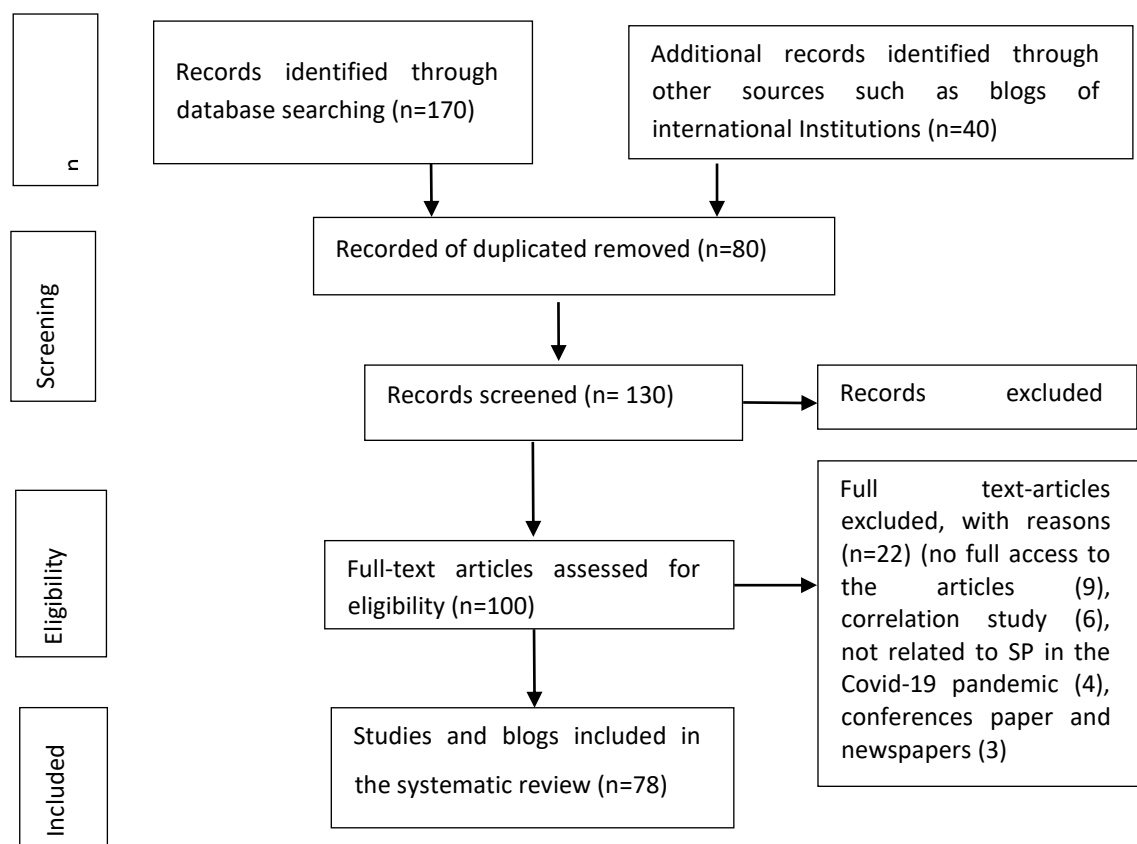 Records identified through
database searching (n=170)
Additional records identified through
other sources such as blogs of
international Institutions (n=40)
n
Recorded of duplicated removed (n=80)
Screening
Records screened (n= 130)
Records excluded
Eligibility
Full-text articles assessed for
eligibility (n=100)
Full text-articles
excluded, with reasons
(n=22) (no full access to
the articles (9),
correlation study (6),
not related to SP in the
Covid-19 pandemic (4),
conferences paper and
newspapers (3)
Included
Studies and blogs included in
the systematic review (n=78)